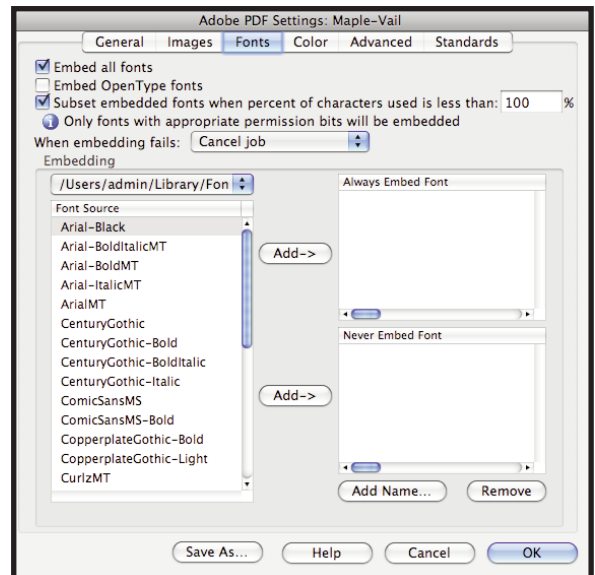 Adobe PDF Settings: Maple-Vail
General Images Fonts Color Advanced Standards
Embed all fonts
Embed OpenType fonts
Subset embedded fonts when percent of characters used is less than: 100 %
Only fonts with appropriate permission bits will be embedded
When embedding fails: Cancel job
Embedding
/Users/admin/Library/Fon
Font Source
Arial-Black
Arial-BoldItalicMT
Arial-BoldMT
Arial-ItalicMT
ArialMT
CenturyGothic
CenturyGothic-Bold
CenturyGothic-BoldItalic
CenturyGothic-Italic
ComicSansMS
ComicSansMS-Bold
CopperplateGothic-Bold
CopperplateGothic-Light
CurlzMT
Add->
Add->
Always Embed Font
Never Embed Font
Add Name... Remove
Save As... Help Cancel OK